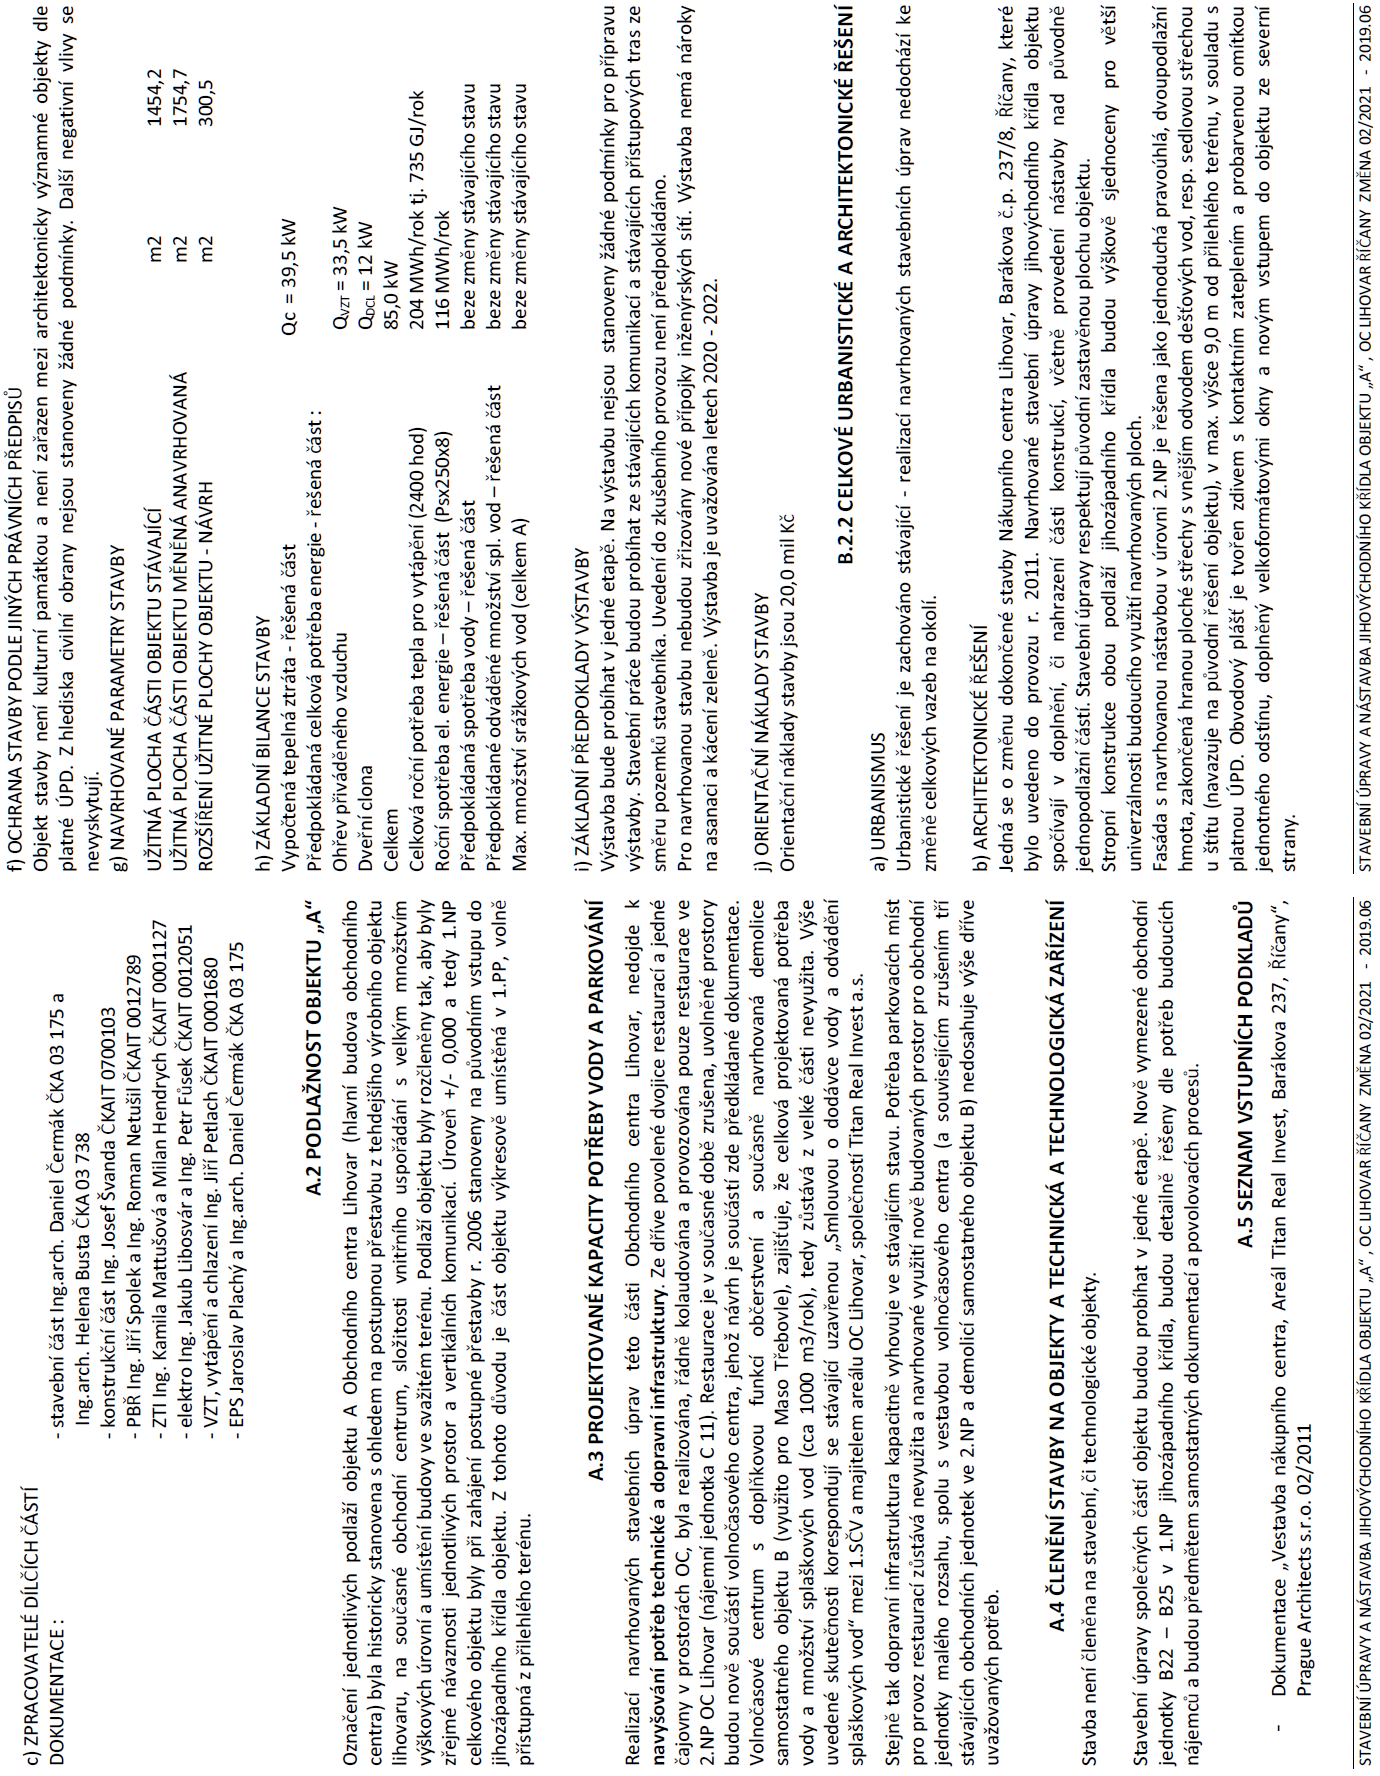 c) ZPRACOVATELÉ DÍLČÍCH ČÁSTÍ
DOKUMENTACE :
- stavební část Ing.arch. Daniel Čermák ČKA 03 175 a
Ing.arch. Helena Busta ČKA 03 738
- konstrukční část Ing. Josef Švanda ČKAIT 0700103
- PBŘ Ing. Jiří Spolek a Ing. Roman Netušil ČKAIT 0012789
- ZTI Ing. Kamila Mattušová a Milan Hendrych ČKAIT 0001127
- elektro Ing. Jakub Libosvár a Ing. Petr Fůsek ČKAIT 0012051
- VZT, vytápění a chlazení Ing. Jiří Petlach ČKAIT 0001680
- EPS Jaroslav Plachý a Ing.arch. Daniel Čermák ČKA 03 175
A.2 PODLAŽNOST OBJEKTU „A“
Označení jednotlivých podlaží objektu A Obchodního centra Lihovar (hlavní budova obchodního
centra) byla historicky stanovena s ohledem na postupnou přestavbu z tehdejšího výrobního objektu
lihovaru, na současné obchodní centrum, složitosti vnitřního uspořádání s velkým množstvím
výškových úrovní a umístění budovy ve svažitém terénu. Podlaží objektu byly rozčleněny tak, aby byly
zřejmé návaznosti jednotlivých prostor a vertikálních komunikací. Úroveň +/- 0,000 a tedy 1.NP
celkového objektu byly při zahájení postupné přestavby r. 2006 stanoveny na původním vstupu do
jihozápadního křídla objektu. Z tohoto důvodu je část objektu výkresově umístěná v 1.PP, volně
přístupná z přilehlého terénu.
A.3 PROJEKTOVANÉ KAPACITY POTŘEBY VODY A PARKOVÁNÍ
Realizací navrhovaných stavebních úprav této části Obchodního centra Lihovar, nedojde k
navyšování potřeb technické a dopravní infrastruktury. Ze dříve povolené dvojice restaurací a jedné
čajovny v prostorách OC, byla realizována, řádně kolaudována a provozována pouze restaurace ve
2.NP OC Lihovar (nájemní jednotka C 11). Restaurace je v současné době zrušena, uvolněné prostory
budou nově součástí volnočasového centra, jehož návrh je součástí zde předkládané dokumentace.
Volnočasové centrum s doplňkovou funkcí občerstvení a současně navrhovaná demolice
samostatného objektu B (využito pro Maso Třebovle), zajišťuje, že celková projektovaná potřeba
vody a množství splaškových vod (cca 1000 m3/rok), tedy zůstává z velké části nevyužita. Výše
uvedené skutečnosti korespondují se stávající uzavřenou „Smlouvou o dodávce vody a odvádění
splaškových vod“ mezi 1.SČV a majitelem areálu OC Lihovar, společností Titan Real Invest a.s.
Stejně tak dopravní infrastruktura kapacitně vyhovuje ve stávajícím stavu. Potřeba parkovacích míst
pro provoz restaurací zůstává nevyužita a navrhované využití nově budovaných prostor pro obchodní
jednotky malého rozsahu, spolu s vestavbou volnočasového centra (a souvisejícím zrušením tří
stávajících obchodních jednotek ve 2.NP a demolicí samostatného objektu B) nedosahuje výše dříve
uvažovaných potřeb.
A.4 ČLENĚNÍ STAVBY NA OBJEKTY A TECHNICKÁ A TECHNOLOGICKÁ ZAŘÍZENÍ
Stavba není členěna na stavební, či technologické objekty.
Stavební úpravy společných částí objektu budou probíhat v jedné etapě. Nově vymezené obchodní
jednotky B22 – B25 v 1.NP jihozápadního křídla, budou detailně řešeny dle potřeb budoucích
nájemců a budou předmětem samostatných dokumentací a povolovacích procesů.
A.5 SEZNAM VSTUPNÍCH PODKLADŮ
- Dokumentace „Vestavba nákupního centra, Areál Titan Real Invest, Barákova 237, Říčany“,
Prague Architects s.r.o. 02/2011
STAVEBNÍ ÚPRAVY A NÁSTAVBA JIHOVÝCHODNÍHO KŘÍDLA OBJEKTU „A“ , OC LIHOVAR ŘÍČANY ZMĚNA 02/2021 - 2019.06
f) OCHRANA STAVBY PODLE JINÝCH PRÁVNÍCH PŘEDPISŮ
Objekt stavby není kulturní památkou a není zařazen mezi architektonicky významné objekty dle
platné ÚPD. Z hlediska civilní obrany nejsou stanoveny žádné podmínky. Další negativní vlivy se
nevyskytují.
g) NAVRHOVANÉ PARAMETRY STAVBY
UŽITNÁ PLOCHA ČÁSTI OBJEKTU STÁVAJÍCÍ m2 1454,2
UŽITNÁ PLOCHA ČÁSTI OBJEKTU MĚNĚNÁ ANAVRHOVANÁ m2 1754,7
ROZŠÍŘENÍ UŽITNÉ PLOCHY OBJEKTU - NÁVRH m2 300,5
h) ZÁKLADNÍ BILANCE STAVBY
Vypočtená tepelná ztráta - řešená část Qc = 39,5 kW
Předpokládaná celková potřeba energie - řešená část :
Ohřev přiváděného vzduchu QVZT = 33,5 kW
Dveřní clona QDCL = 12 kW
Celkem 85,0 kW
Celková roční potřeba tepla pro vytápění (2400 hod) 204 MWh/rok tj. 735 GJ/rok
Roční spotřeba el. energie – řešená část (Psx250x8) 116 MWh/rok
Předpokládaná spotřeba vody – řešená část beze změny stávajícího stavu
Předpokládané odváděné množství spl. vod – řešená část beze změny stávajícího stavu
Max. množství srážkových vod (celkem A) beze změny stávajícího stavu
i) ZÁKLADNÍ PŘEDPOKLADY VÝSTAVBY
Výstavba bude probíhat v jedné etapě. Na výstavbu nejsou stanoveny žádné podmínky pro přípravu
výstavby. Stavební práce budou probíhat ze stávajících komunikací a stávajících přístupových tras ze
směru pozemků stavebníka. Uvedení do zkušebního provozu není předpokládáno.
Pro navrhovanou stavbu nebudou zřizovány nové přípojky inženýrských sítí. Výstavba nemá nároky
na asanaci a kácení zeleně. Výstavba je uvažována letech 2020 - 2022.
j) ORIENTAČNÍ NÁKLADY STAVBY
Orientační náklady stavby jsou 20,0 mil Kč
B.2.2 CELKOVÉ URBANISTICKÉ A ARCHITEKTONICKÉ ŘEŠENÍ
a) URBANISMUS
Urbanistické řešení je zachováno stávající - realizací navrhovaných stavebních úprav nedochází ke
změně celkových vazeb na okolí.
b) ARCHITEKTONICKÉ ŘEŠENÍ
Jedná se o změnu dokončené stavby Nákupního centra Lihovar, Barákova č.p. 237/8, Říčany, které
bylo uvedeno do provozu r. 2011. Navrhované stavební úpravy jihovýchodního křídla objektu
spočívají v doplnění, či nahrazení části konstrukcí, včetně provedení nástavby nad původně
jednopodlažní částí. Stavební úpravy respektují původní zastavěnou plochu objektu.
Stropní konstrukce obou podlaží jihozápadního křídla budou výškově sjednoceny pro větší
univerzálnosti budoucího využití navrhovaných ploch.
Fasáda s navrhovanou nástavbou v úrovni 2.NP je řešena jako jednoduchá pravoúhlá, dvoupodlažní
hmota, zakončená hranou ploché střechy s vnějším odvodem dešťových vod, resp. sedlovou střechou
u štítu (navazuje na původní řešení objektu), v max. výšce 9,0 m od přilehlého terénu, v souladu s
platnou ÚPD. Obvodový plášť je tvořen zdivem s kontaktním zateplením a probarvenou omítkou
jednotného odstínu, doplněný velkoformátovými okny a novým vstupem do objektu ze severní
strany.
STAVEBNÍ ÚPRAVY A NÁSTAVBA JIHOVÝCHODNÍHO KŘÍDLA OBJEKTU „A“ , OC LIHOVAR ŘÍČANY ZMĚNA 02/2021 - 2019.06